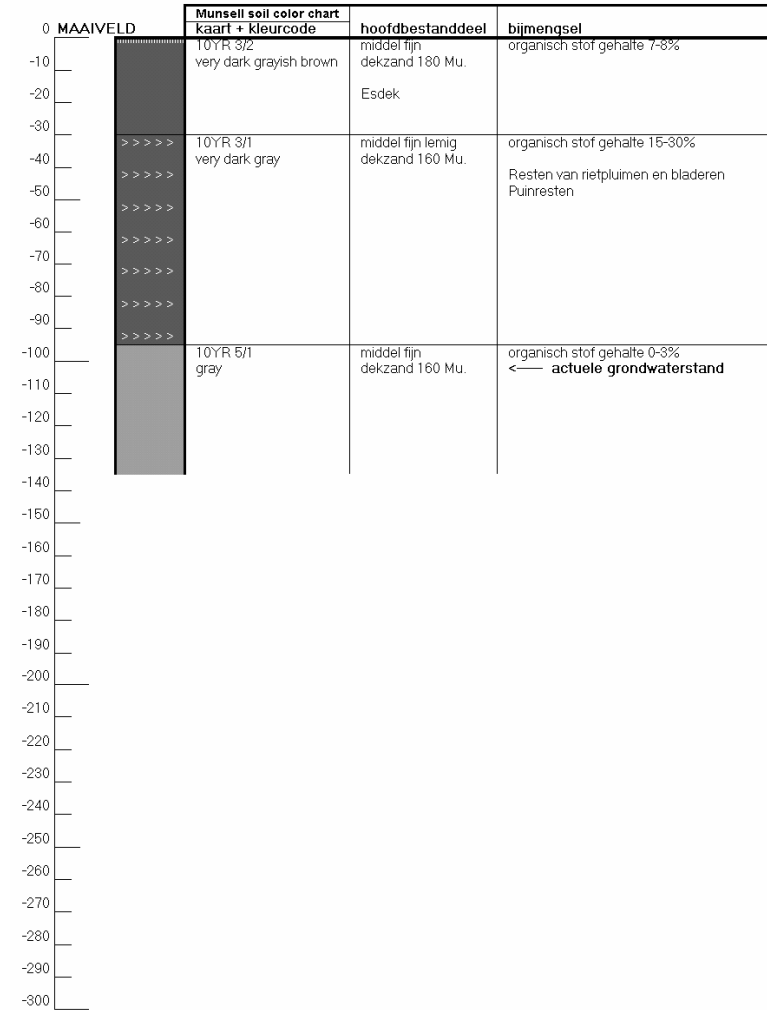 Munsell soil color chart
0 MAAIVELD kaart + kleurcode hoofdbestanddeel bijmengsel
10YR 3/2 middel fijn organisch stof gehalte 7-8%
-10 very dark grayish brown dekzand 180 Mu.
-20 Esdek
-30
>>>>> 10YR 3/1 middel fijn lemig organisch stof gehalte 15-30%
-40 very dark gray dekzand 160 Mu.
>>>>> Resten van rietpluimen en bladeren
-50 Puinresten
>>>>>
-60
>>>>>
-70
>>>>>
-80
>>>>>
-90
>>>>>
-100 10YR 5/1 middel fijn organisch stof gehalte 0-3%
gray dekzand 160 Mu. <— actuele grondwaterstand
-110
-120
-130
-140
-150
-160
-170
-180
-190
-200
-210
-220
-230
-240
-250
-260
-270
-280
-290
-300